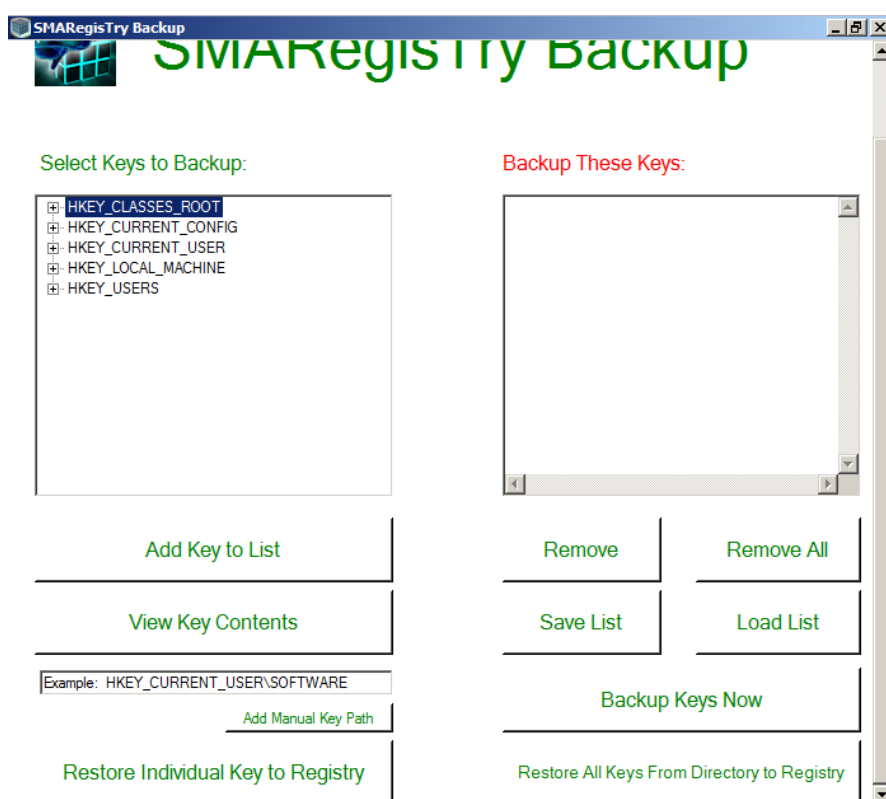 SMARegisTry Backup
SMARegisTry Backup
Select Keys to Backup:
HKEY_CLASSES_ROOT
HKEY_CURRENT_CONFIG
HKEY_CURRENT_USER
HKEY_LOCAL_MACHINE
HKEY_USERS
Add Key to List
View Key Contents
Example: HKEY_CURRENT_USER\SOFTWARE
Add Manual Key Path
Restore Individual Key to Registry
Backup These Keys:
Remove
Remove All
Save List
Load List
Backup Keys Now
Restore All Keys From Directory to Registry